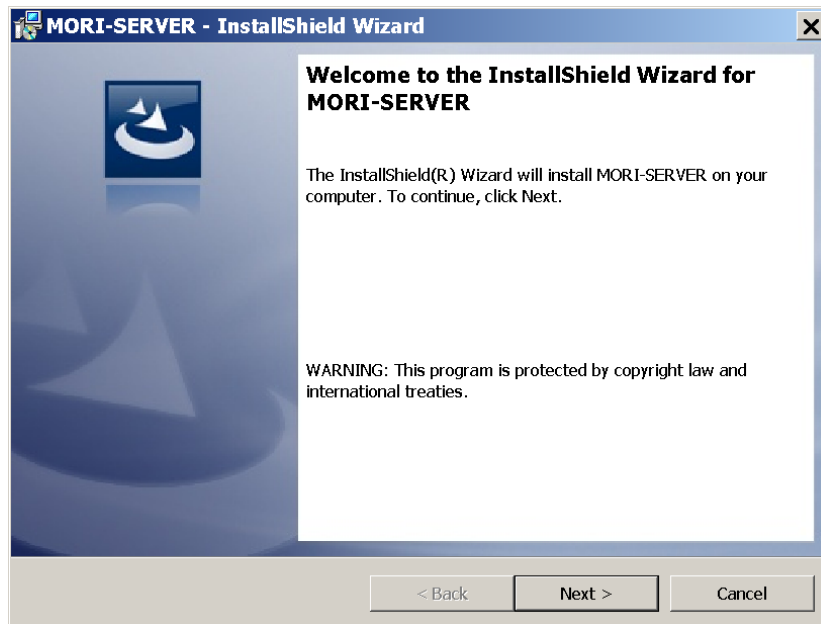 MORI-SERVER - InstallShield Wizard
Welcome to the InstallShield Wizard for
MORI-SERVER
The InstallShield(R) Wizard will install MORI-SERVER on your
computer. To continue, click Next.
WARNING: This program is protected by copyright law and
international treaties.
< Back
Next >
Cancel